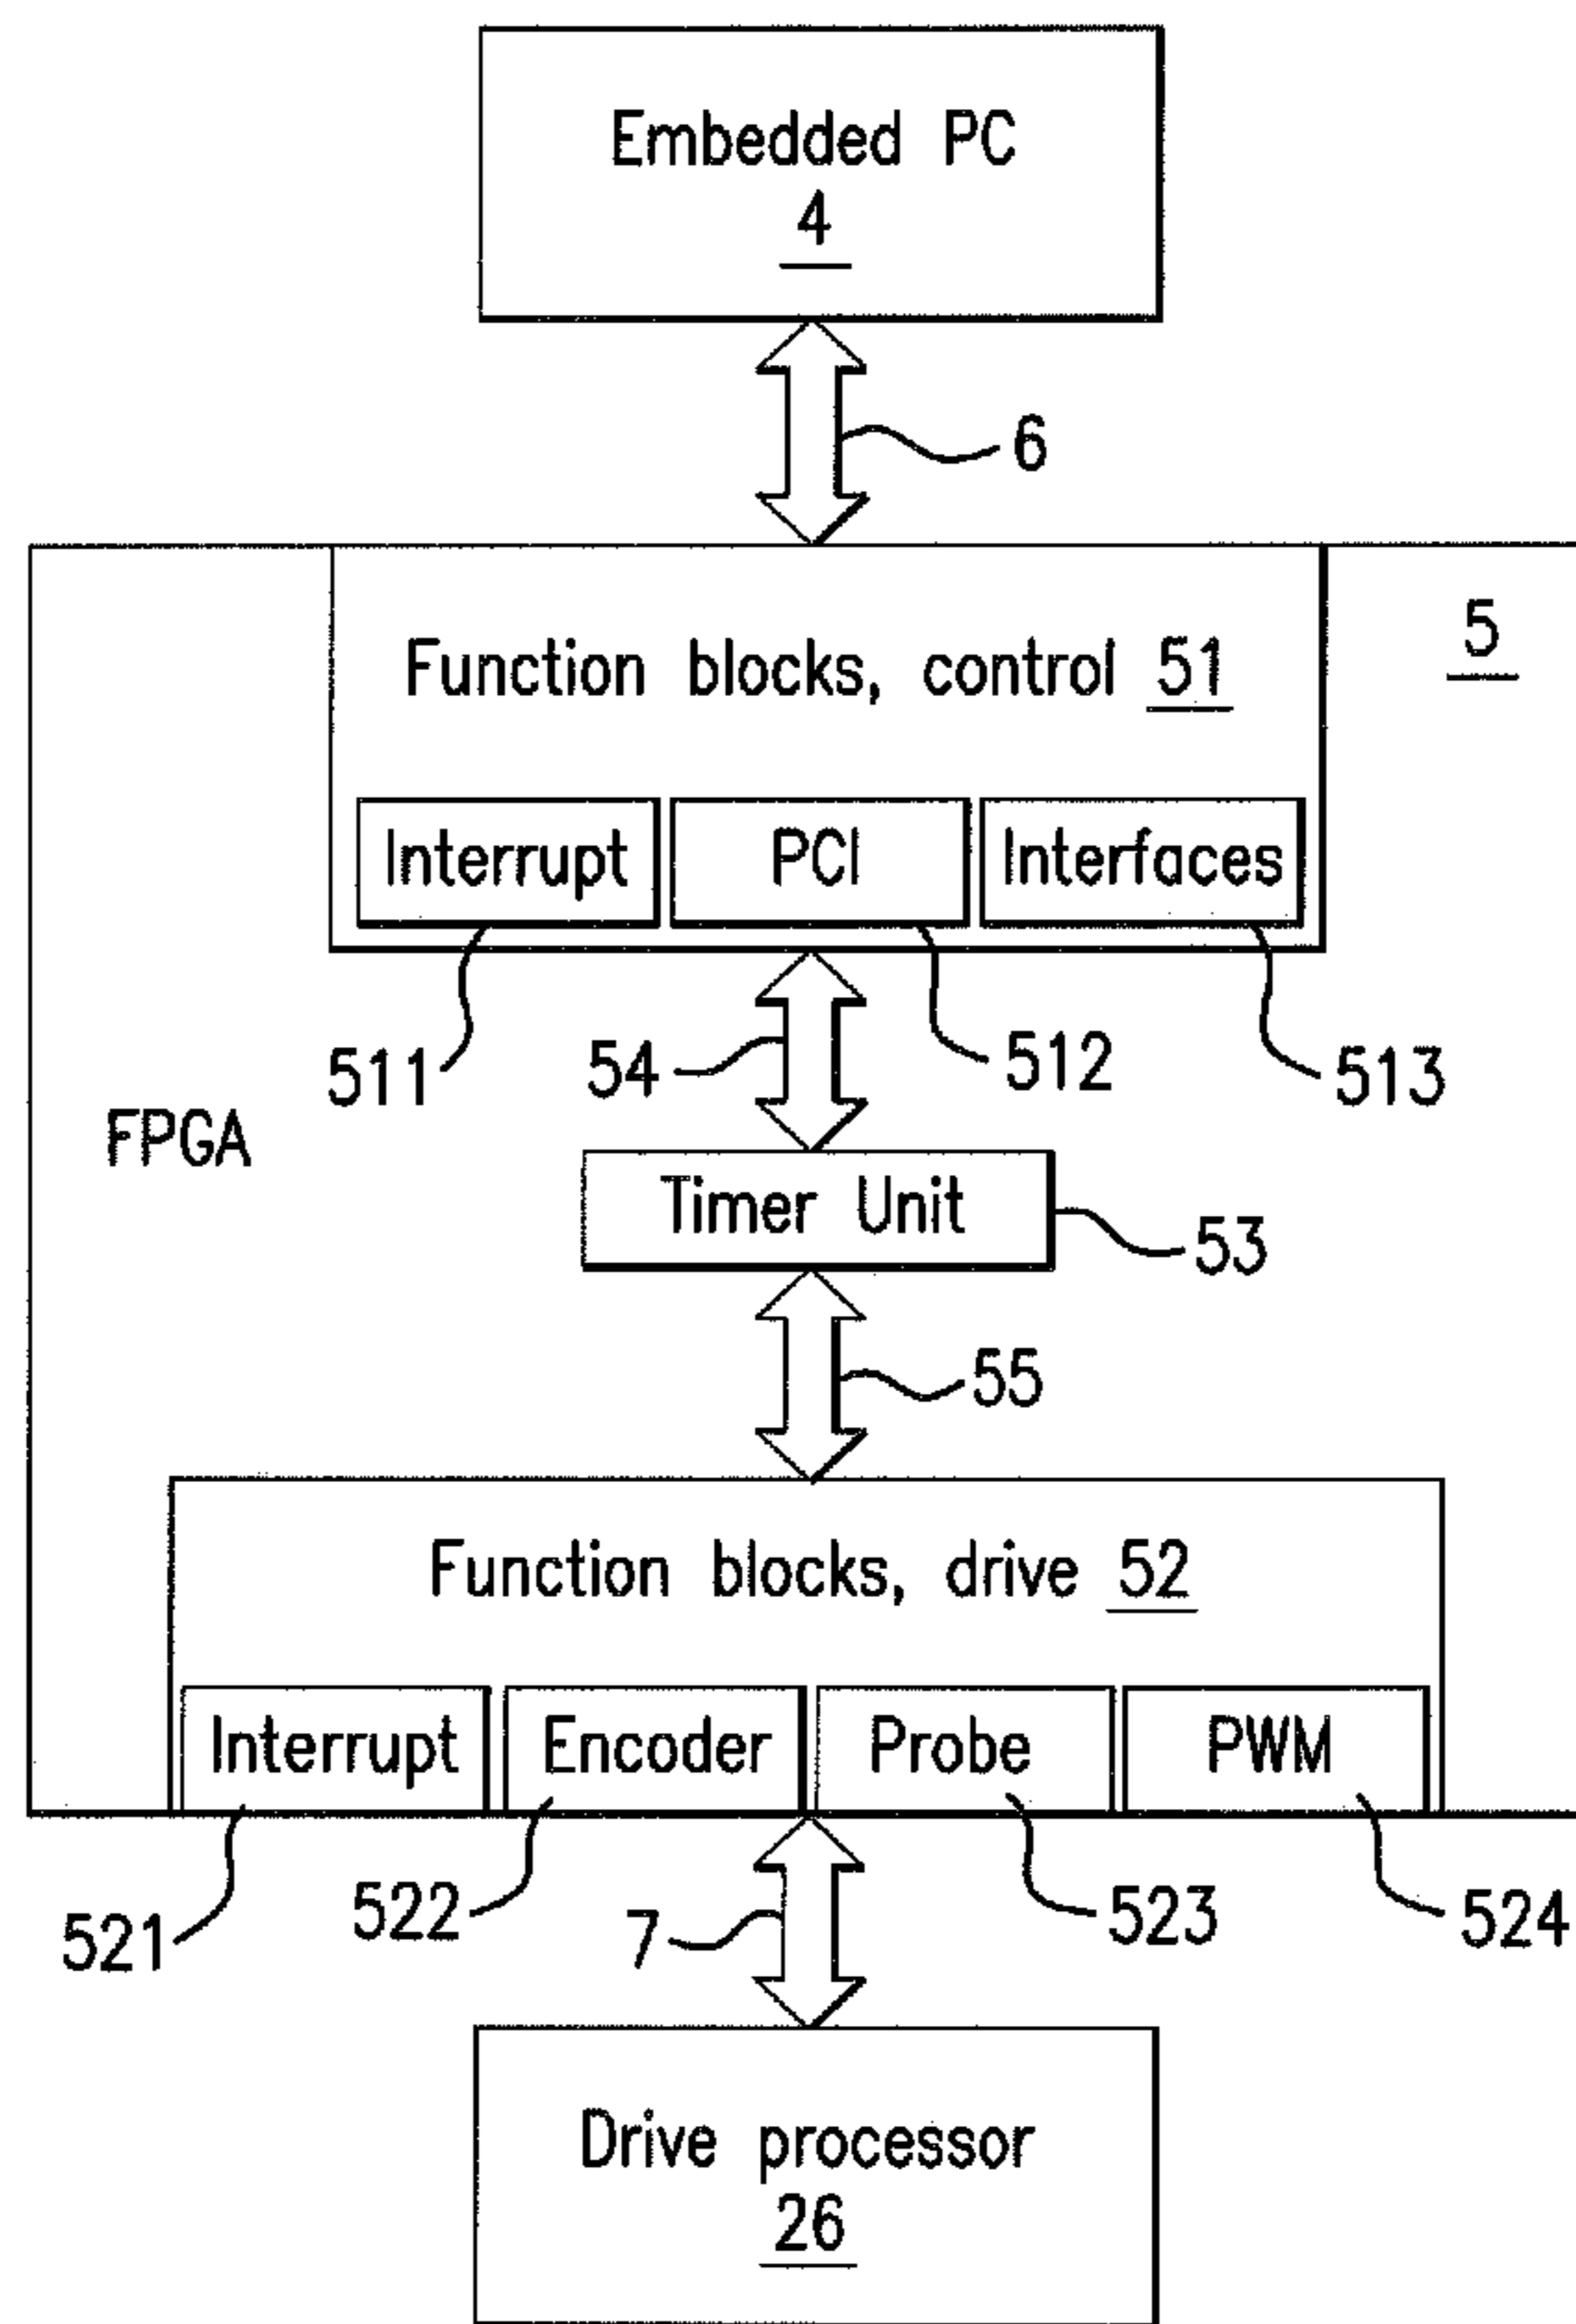 Embedded PC
4
6
5
Function blocks, control 51
Interrupt PCI Interfaces
511 54 512 513
FPGA
Timer Unit
53
55
Function blocks, drive 52
Interrupt Encoder Probe PWM
521 522 7 523 524
Drive processor
26